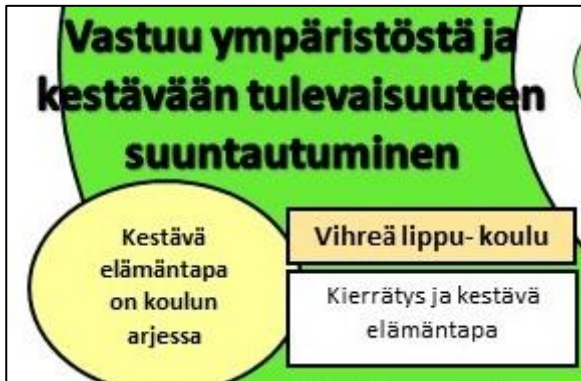 Vastuu ympäristöstä ja
kestävään tulevaisuuteen
suuntautuminen
Kestävä
elämäntapa
on koulun
arjessa
Vihreä lippu- koulu
Kierrätys ja kestävä
elämäntapa